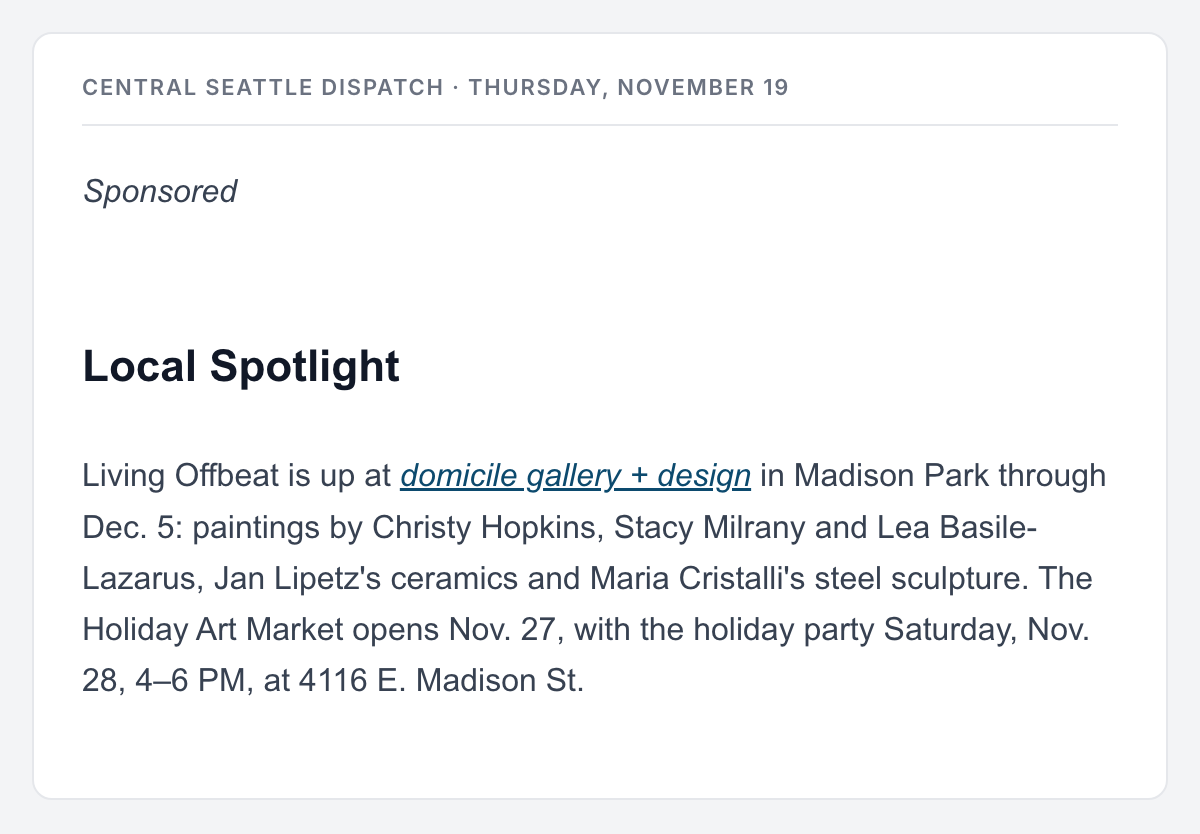 CENTRAL SEATTLE DISPATCH · THURSDAY, NOVEMBER 19
Sponsored
Local Spotlight
Living Offbeat is up at domicile gallery + design in Madison Park through
Dec. 5: paintings by Christy Hopkins, Stacy Milrany and Lea Basile-
Lazarus, Jan Lipetz's ceramics and Maria Cristalli's steel sculpture. The
Holiday Art Market opens Nov. 27, with the holiday party Saturday, Nov.
28, 4–6 PM, at 4116 E. Madison St.